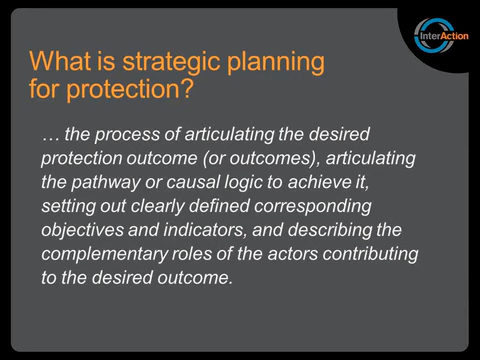 InterAction
What is strategic planning
for protection?
… the process of articulating the desired
protection outcome (or outcomes), articulating
the pathway or causal logic to achieve it,
setting out clearly defined corresponding
objectives and indicators, and describing the
complementary roles of the actors contributing
to the desired outcome.